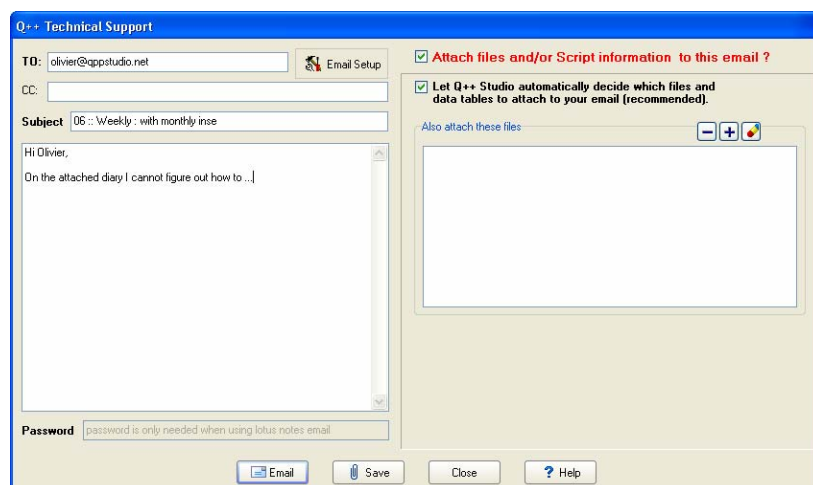 Q++ Technical Support
TO: olivier@qppstudio.net
Email Setup
CC:
Subject 06 :: Weekly : with monthly inse
Hi Olivier,
On the attached diary I cannot figure out how to ...
Password password is only needed when using lotus notes email
Attach files and/or Script information to this email ?
Let Q++ Studio automatically decide which files and
data tables to attach to your email (recommended).
Also attach these files
Email
Save
Close
? Help